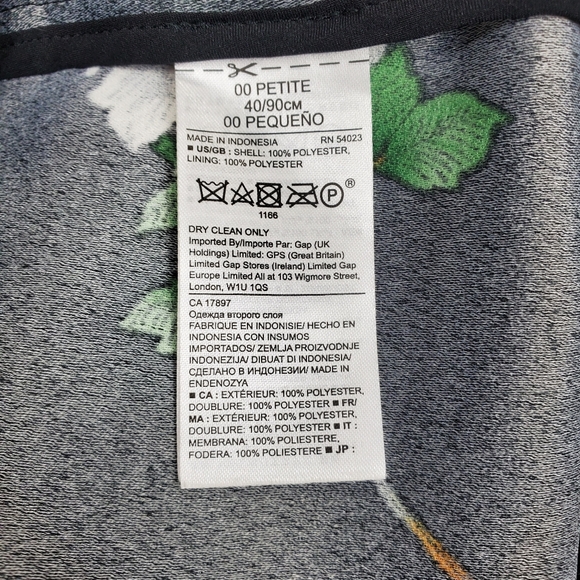 00 PETITE
40/90CM
00 PEQUEÑO
MADE IN INDONESIA RN 54023
■ US/GB : SHELL: 100% POLYESTER,
LINING: 100% POLYESTER
P ®
1166
DRY CLEAN ONLY
Imported By/Importe Par: Gap (UK
Holdings) Limited: GPS (Great Britain)
Limited Gap Stores (Ireland) Limited Gap
Europe Limited All at 103 Wigmore Street,
London, W1U 1QS
CA 17897
Одежда второго слоя
FABRIQUE EN INDONISIE/ HECHO EN
INDONESIA CON INSUMOS
IMPORTADOS/ ZEMLJA PROIZVODNJE
INDONEZIJA/ DIBUAT DI INDONESIA/
СДЕЛАНО В ИНДОНЕЗИИ/ MADE IN
ENDENOZYA
■ CA : EXTÉRIEUR: 100% POLYESTER,
DOUBLURE: 100% POLYESTER ■ FR/
MA : EXTÉRIEUR: 100% POLYESTER,
DOUBLURE: 100% POLYESTER ■ IT :
MEMBRANA: 100% POLIESTERE,
FODERA: 100% POLIESTERE ■ JP :